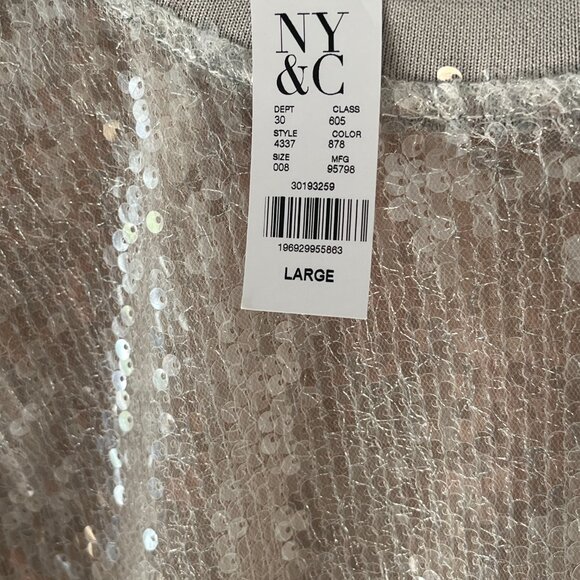 NY
&C
DEPT CLASS
30 605
STYLE COLOR
4337 878
SIZE MFG
008 95798
30193259
196929955863
LARGE